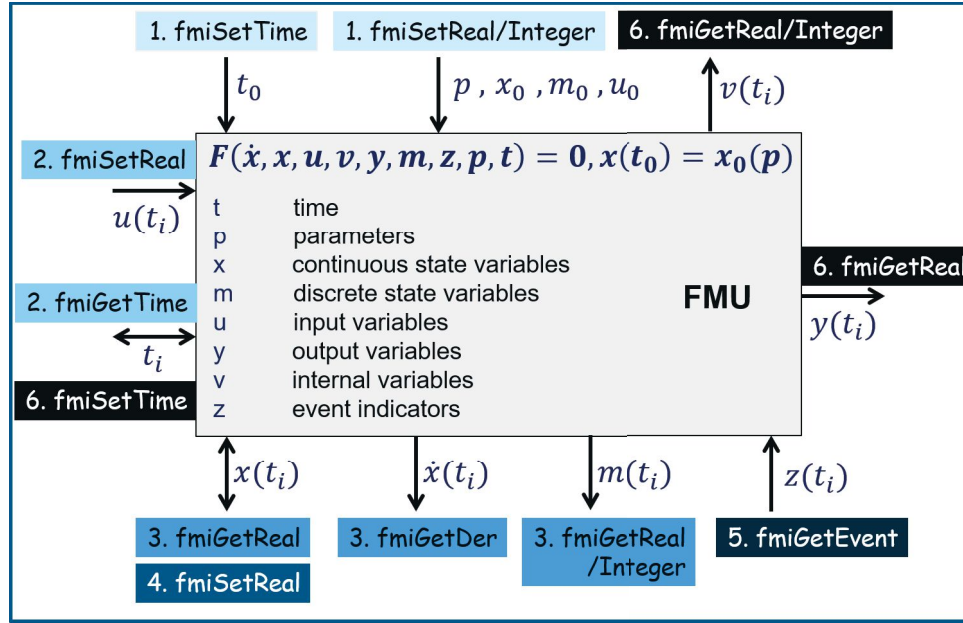 1. fmiSetTime
1. fmiSetReal/Integer
6. fmiGetReal/Integer
t₀
p , x₀ , m₀ , u₀
v(tᵢ)
2. fmiSetReal
F(ẋ, x, u, v, y, m, z, p, t) = 0, x(t₀) = x₀(p)
u(tᵢ)
t time
p parameters
x continuous state variables
m discrete state variables
u input variables
y output variables
v internal variables
z event indicators
FMU
6. fmiGetReal
y(tᵢ)
2. fmiGetTime
tᵢ
6. fmiSetTime
x(tᵢ)
ẋ(tᵢ)
m(tᵢ)
z(tᵢ)
3. fmiGetReal
3. fmiGetDer
3. fmiGetReal
/Integer
5. fmiGetEvent
4. fmiSetReal